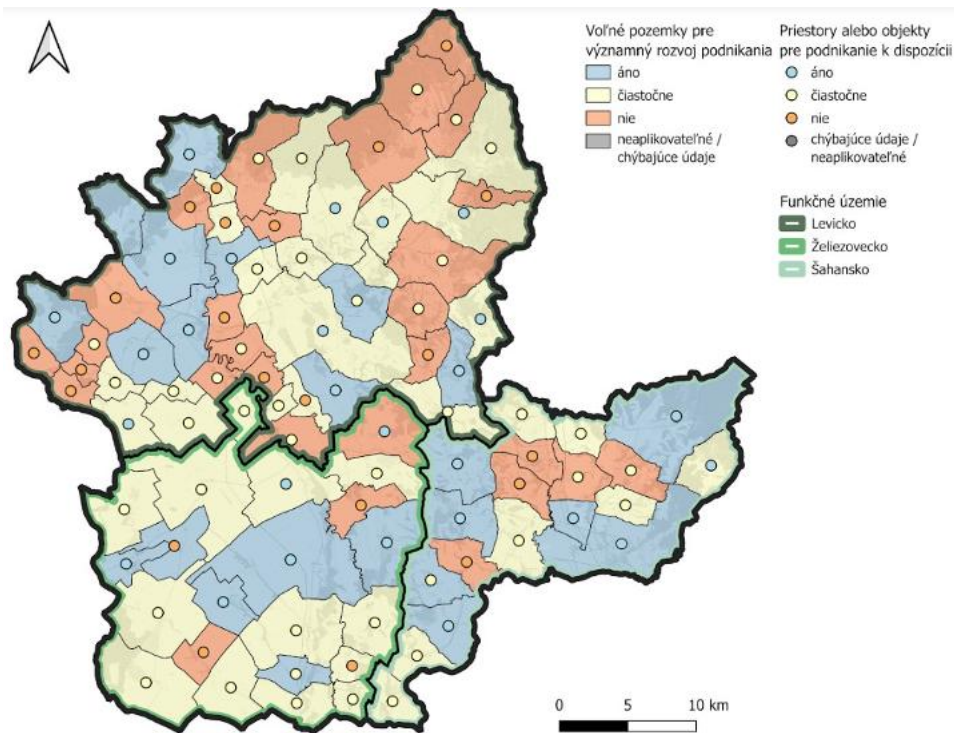 Voľné pozemky pre
významný rozvoj podnikania
áno
čiastočne
nie
neaplikovateľné /
chýbajúce údaje
Priestory alebo objekty
pre podnikanie k dispozícii
áno
čiastočne
nie
chýbajúce údaje /
neaplikovateľné
Funkčné územie
Levicko
Želiezovecko
Šahansko
0 5 10 km